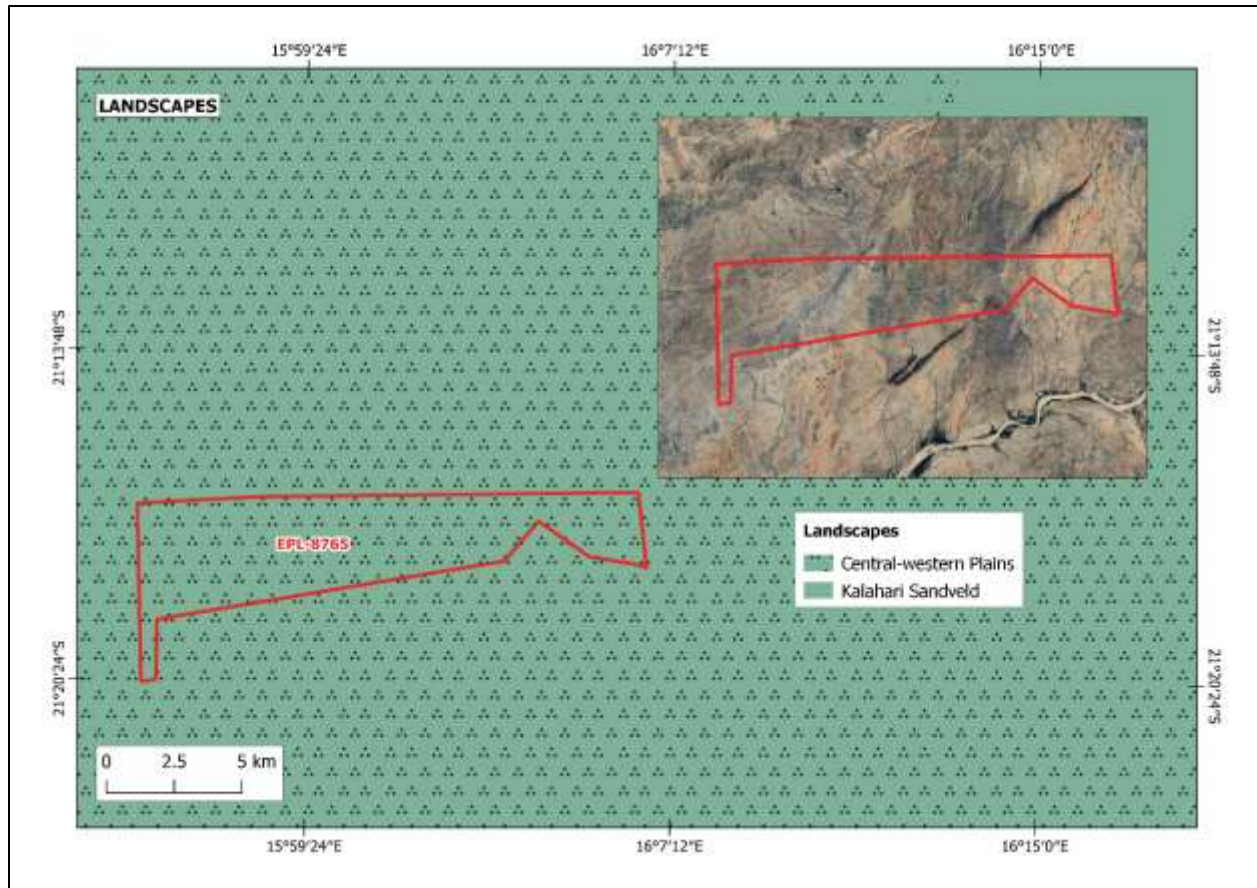 15°59'24"E
16°7'12"E
16°15'0"E
LANDSCAPES
21°13'48"S
21°13'48"S
EPL-8765
Landscapes
Central-western Plains
Kalahari Sandveld
21°20'24"S
21°20'24"S
0 2.5 5 km
15°59'24"E
16°7'12"E
16°15'0"E